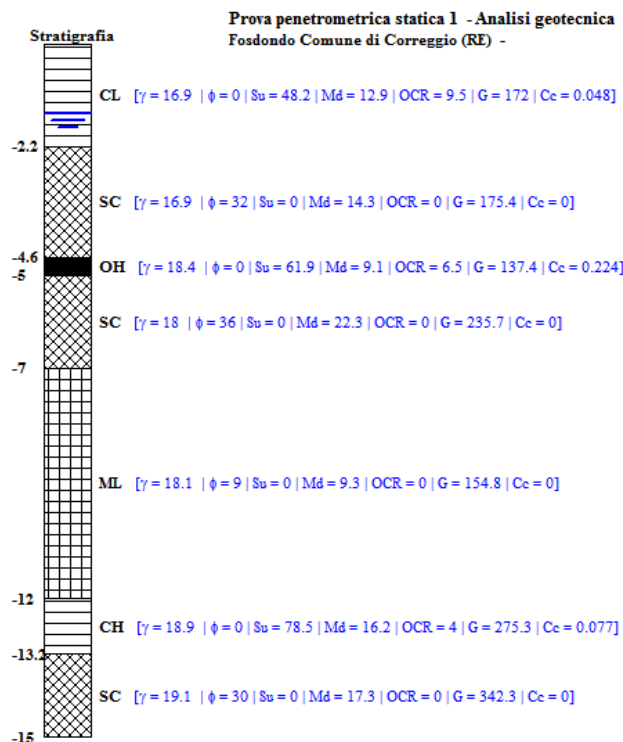 Prova penetrometrica statica 1 - Analisi geotecnica
Stratigrafia
Fosdondo Comune di Correggio (RE) -
CL [γ = 16.9 | ϕ = 0 | Su = 48.2 | Md = 12.9 | OCR = 9.5 | G = 172 | Cc = 0.048]
-2.2
SC [γ = 16.9 | ϕ = 32 | Su = 0 | Md = 14.3 | OCR = 0 | G = 175.4 | Cc = 0]
-4.6
OH [γ = 18.4 | ϕ = 0 | Su = 61.9 | Md = 9.1 | OCR = 6.5 | G = 137.4 | Cc = 0.224]
-5
SC [γ = 18 | ϕ = 36 | Su = 0 | Md = 22.3 | OCR = 0 | G = 235.7 | Cc = 0]
-7
ML [γ = 18.1 | ϕ = 9 | Su = 0 | Md = 9.3 | OCR = 0 | G = 154.8 | Cc = 0]
-12
CH [γ = 18.9 | ϕ = 0 | Su = 78.5 | Md = 16.2 | OCR = 4 | G = 275.3 | Cc = 0.077]
-13.2
SC [γ = 19.1 | ϕ = 30 | Su = 0 | Md = 17.3 | OCR = 0 | G = 342.3 | Cc = 0]
-15